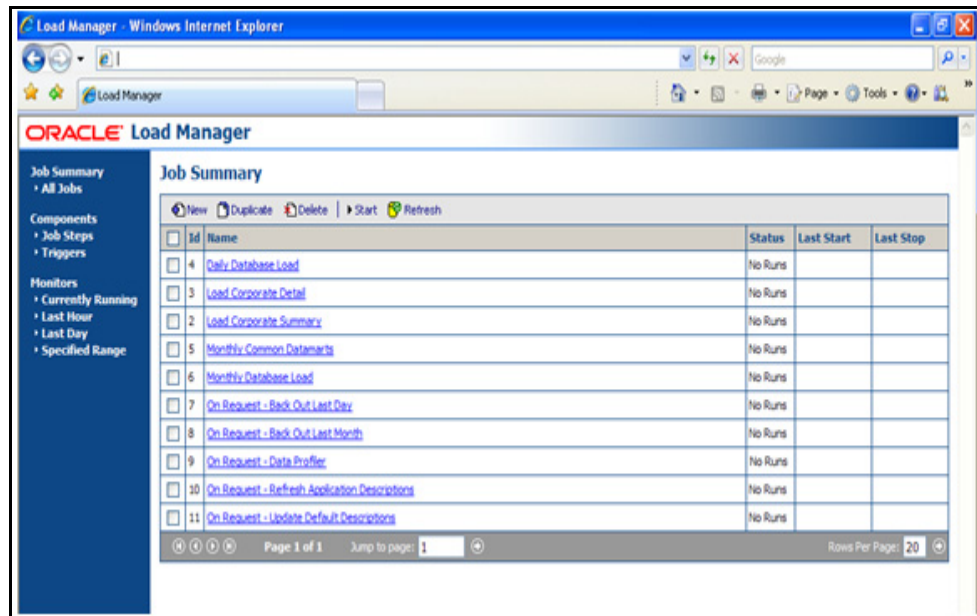 Load Manager - Windows Internet Explorer
Google
Load Manager
Page Tools
ORACLE Load Manager
Job Summary
All Jobs
Components
Job Steps
Triggers
Monitors
Currently Running
Last Hour
Last Day
Specified Range
Job Summary
New Duplicate Delete | Start Refresh
Id Name Status Last Start Last Stop
4 Daily Database Load No Runs
3 Load Corporate Detail No Runs
2 Load Corporate Summary No Runs
5 Monthly Common Datamarts No Runs
6 Monthly Database Load No Runs
7 On Request - Back Out Last Day No Runs
8 On Request - Back Out Last Month No Runs
9 On Request - Data Profiler No Runs
10 On Request - Refresh Application Descriptions No Runs
11 On Request - Update Default Descriptions No Runs
Page 1 of 1 Jump to page: 1 Rows Per Page: 20